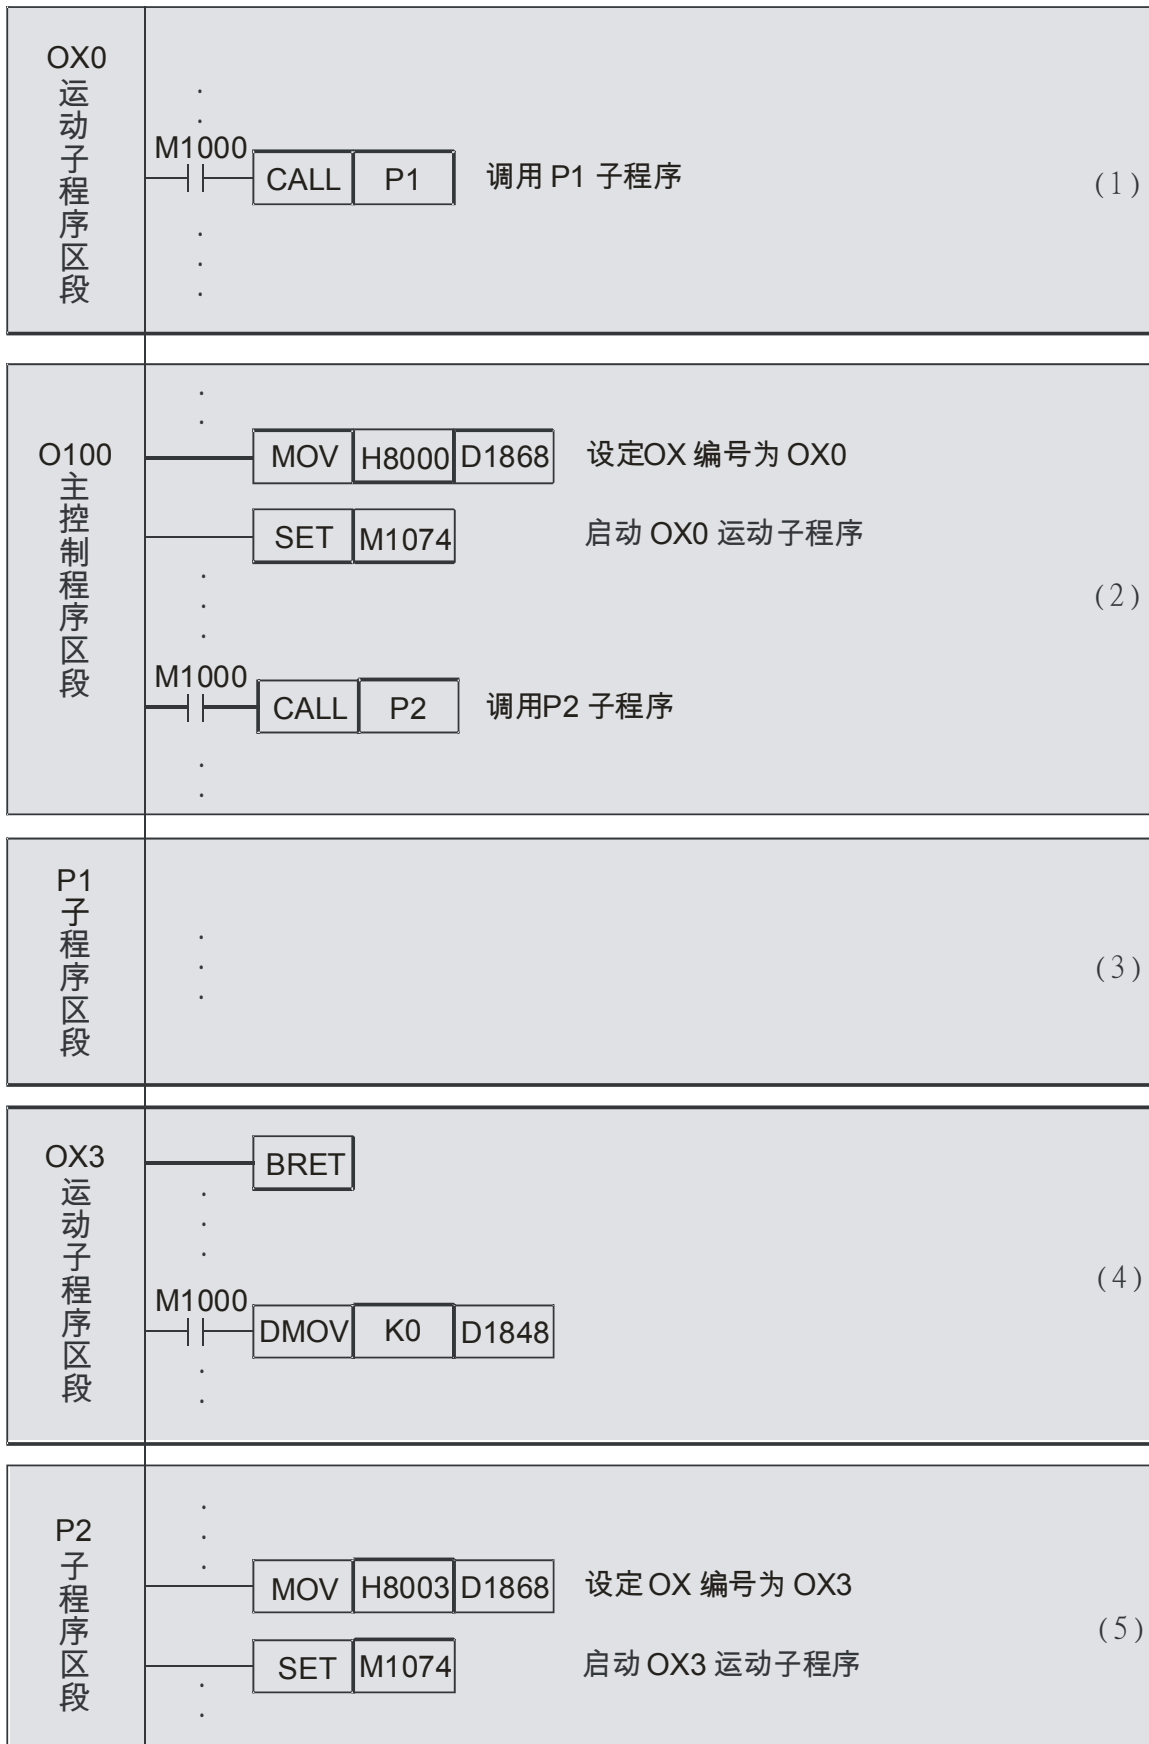 OX0
运动子程序区段
M1000
CALL P1 调用 P1 子程序
(1)
O100
主控制程序区段
MOV H8000 D1868 设定OX 编号为 OX0
SET M1074 启动 OX0 运动子程序
(2)
M1000
CALL P2 调用P2 子程序
P1
子程序区段
(3)
OX3
运动子程序区段
BRET
(4)
M1000
DMOV K0 D1848
P2
子程序区段
MOV H8003 D1868 设定 OX 编号为 OX3
(5)
SET M1074 启动 OX3 运动子程序